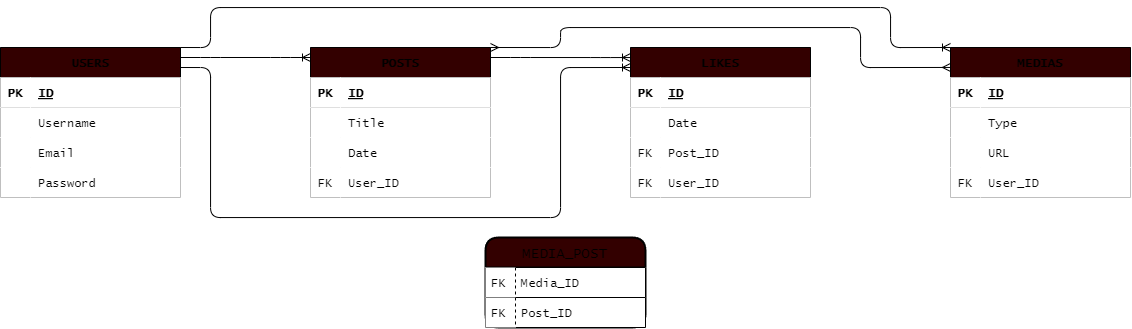 USERS
PK ID
Username
Email
Password
POSTS
PK ID
Title
Date
FK User_ID
LIKES
PK ID
Date
FK Post_ID
FK User_ID
MEDIAS
PK ID
Type
URL
FK User_ID
MEDIA_POST
FK Media_ID
FK Post_ID